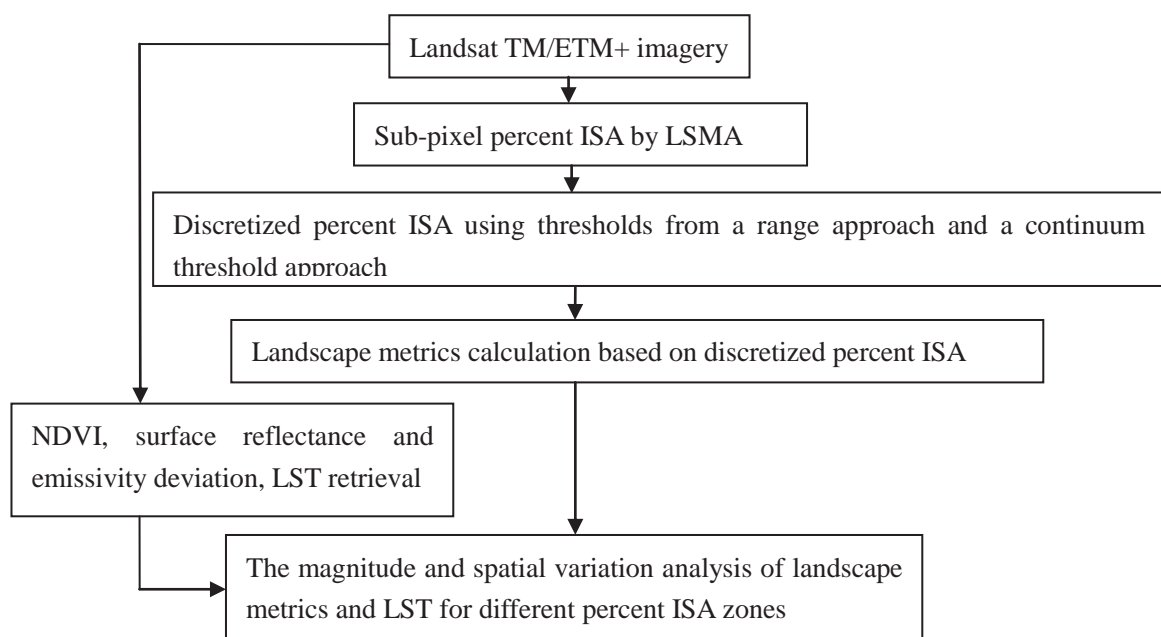 Landsat TM/ETM+ imagery
Sub-pixel percent ISA by LSMA
Discretized percent ISA using thresholds from a range approach and a continuum
threshold approach
Landscape metrics calculation based on discretized percent ISA
NDVI, surface reflectance and
emissivity deviation, LST retrieval
The magnitude and spatial variation analysis of landscape
metrics and LST for different percent ISA zones